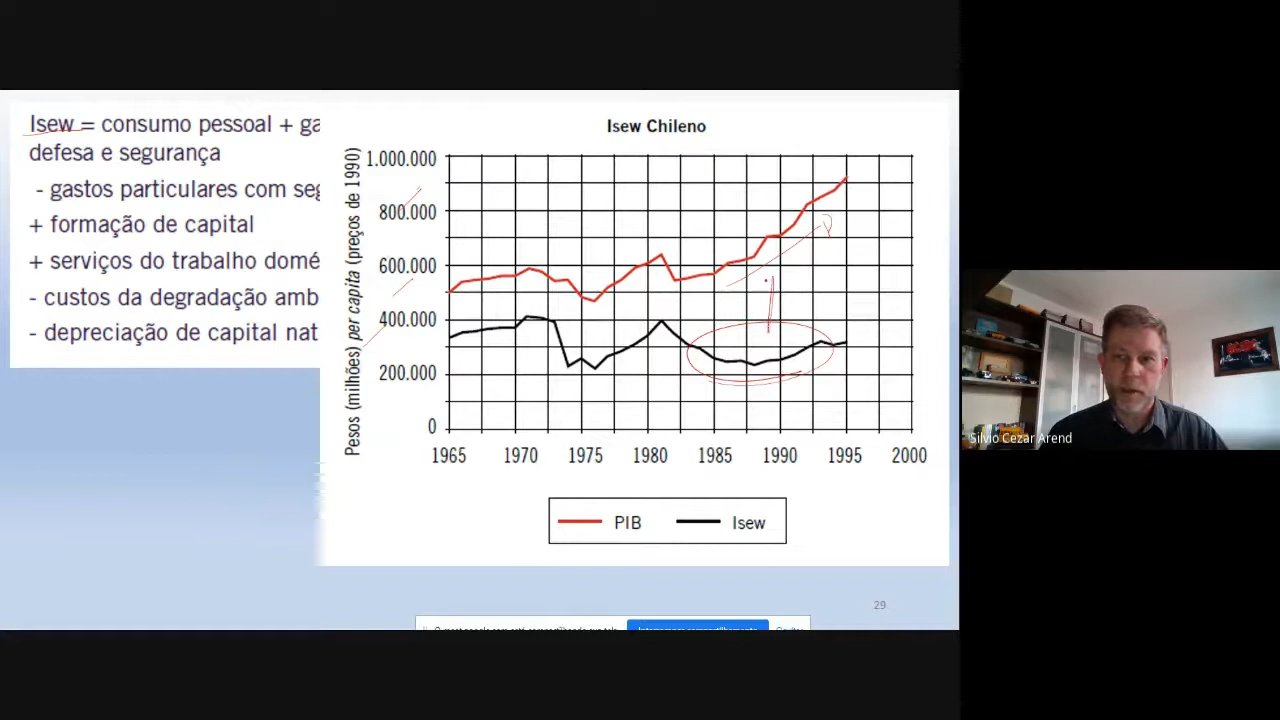 Isew = consumo pessoal + ga
defesa e segurança
- gastos particulares com seg
+ formação de capital
+ serviços do trabalho domé
- custos da degradação amb
- depreciação de capital nat
Isew Chileno
Pesos (milhões) per capita (preços de 1990)
1.000.000
800.000
600.000
400.000
200.000
0
1965 1970 1975 1980 1985 1990 1995 2000
PIB Isew
29
Silvio Cezar Arend